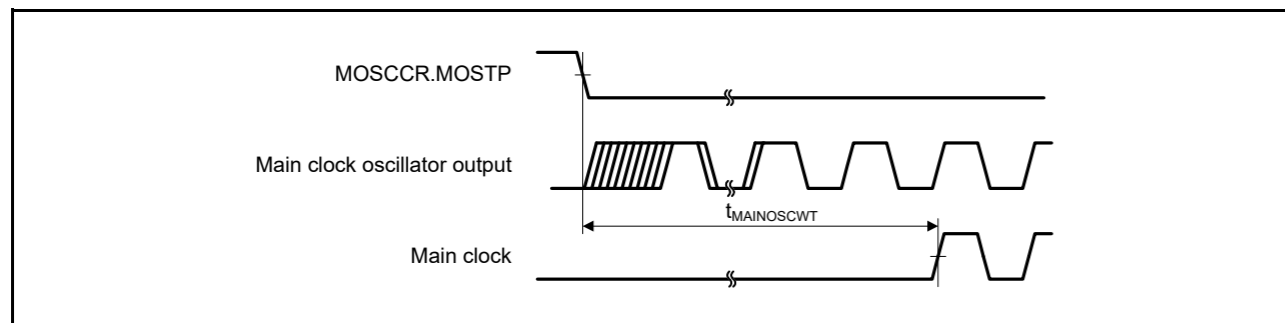 MOSCCR.MOSTP
Main clock oscillator output
tMAINOSCWT
Main clock